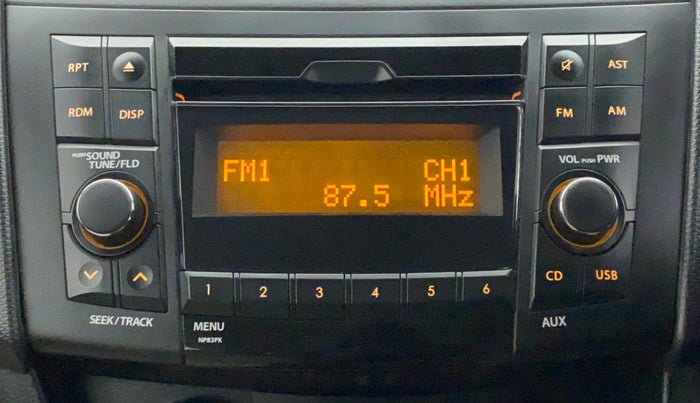 RPT
AST
RDM DISP
FM AM
PUSH SOUND
TUNE/FLD
VOL PUSH PWR
FM1 CH1
87.5 MHz
CD USB
1 2 3 4 5 6
SEEK/TRACK
MENU
AUX
NP83PK